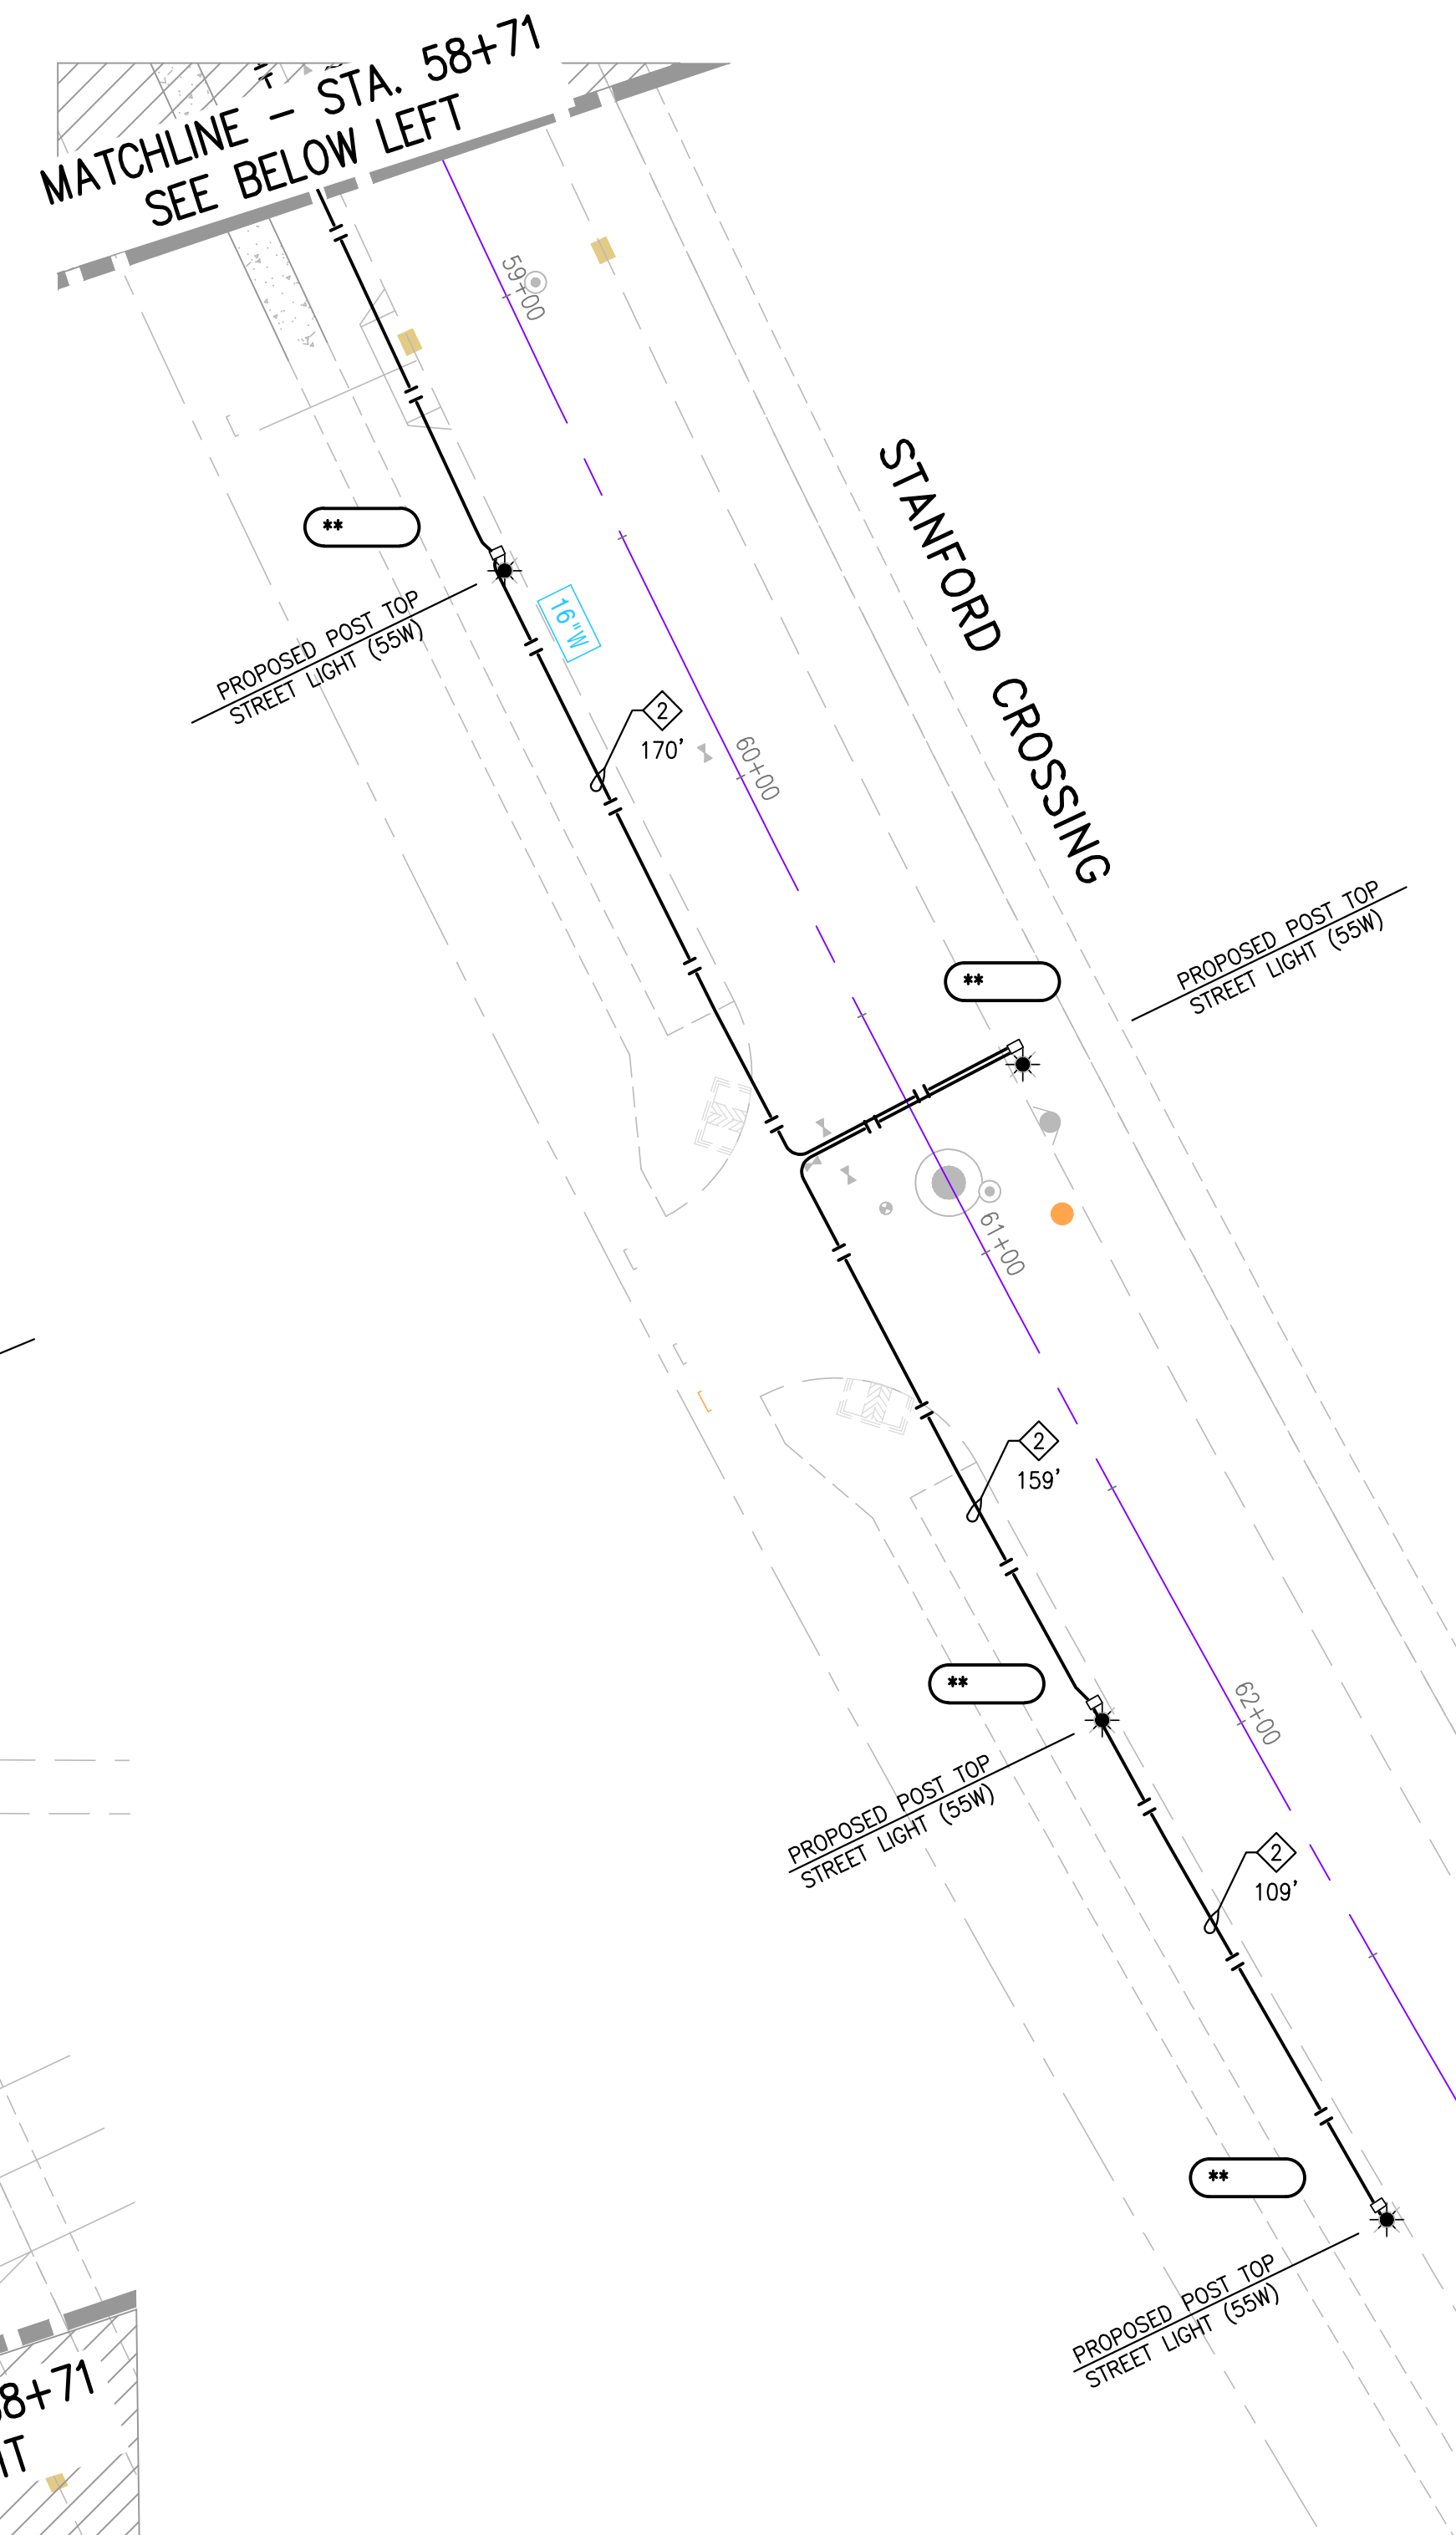 MATCHLINE - STA. 58+71
SEE BELOW LEFT
59+00
STANFORD CROSSING
**
PROPOSED POST TOP
STREET LIGHT (55W)
16"W
2
170'
60+00
PROPOSED POST TOP
STREET LIGHT (55W)
**
61+00
2
159'
**
62+00
PROPOSED POST TOP
STREET LIGHT (55W)
2
109'
**
PROPOSED POST TOP
STREET LIGHT (55W)
8+71